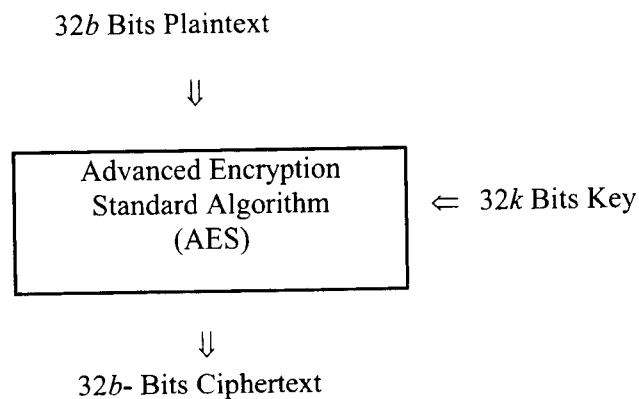 32b Bits Plaintext
⇓
Advanced Encryption
Standard Algorithm
(AES)
⇐ 32k Bits Key
⇓
32b- Bits Ciphertext